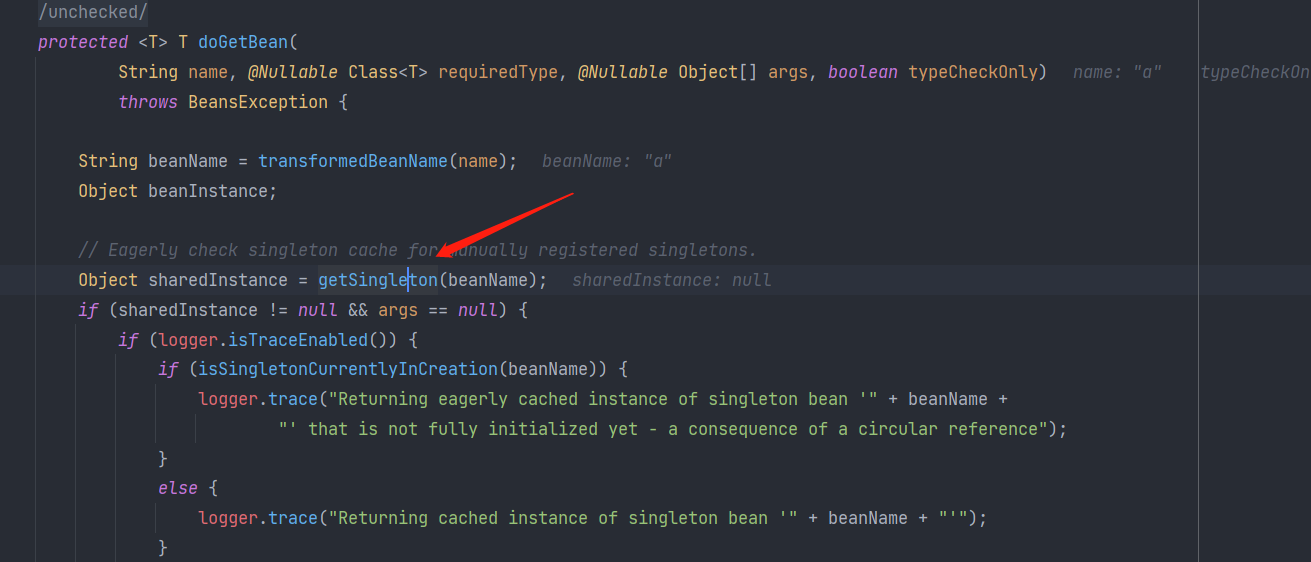 /unchecked/
protected <T> T doGetBean(
String name, @Nullable Class<T> requiredType, @Nullable Object[] args, boolean typeCheckOnly) name: "a" typeCheckOn
throws BeansException {
String beanName = transformedBeanName(name); beanName: "a"
Object beanInstance;
// Eagerly check singleton cache for manually registered singletons.
Object sharedInstance = getSingleton(beanName); sharedInstance: null
if (sharedInstance != null && args == null) {
if (logger.isTraceEnabled()) {
if (isSingletonCurrentlyInCreation(beanName)) {
logger.trace("Returning eagerly cached instance of singleton bean '" + beanName +
"' that is not fully initialized yet - a consequence of a circular reference");
}
else {
logger.trace("Returning cached instance of singleton bean '" + beanName + "'");
}